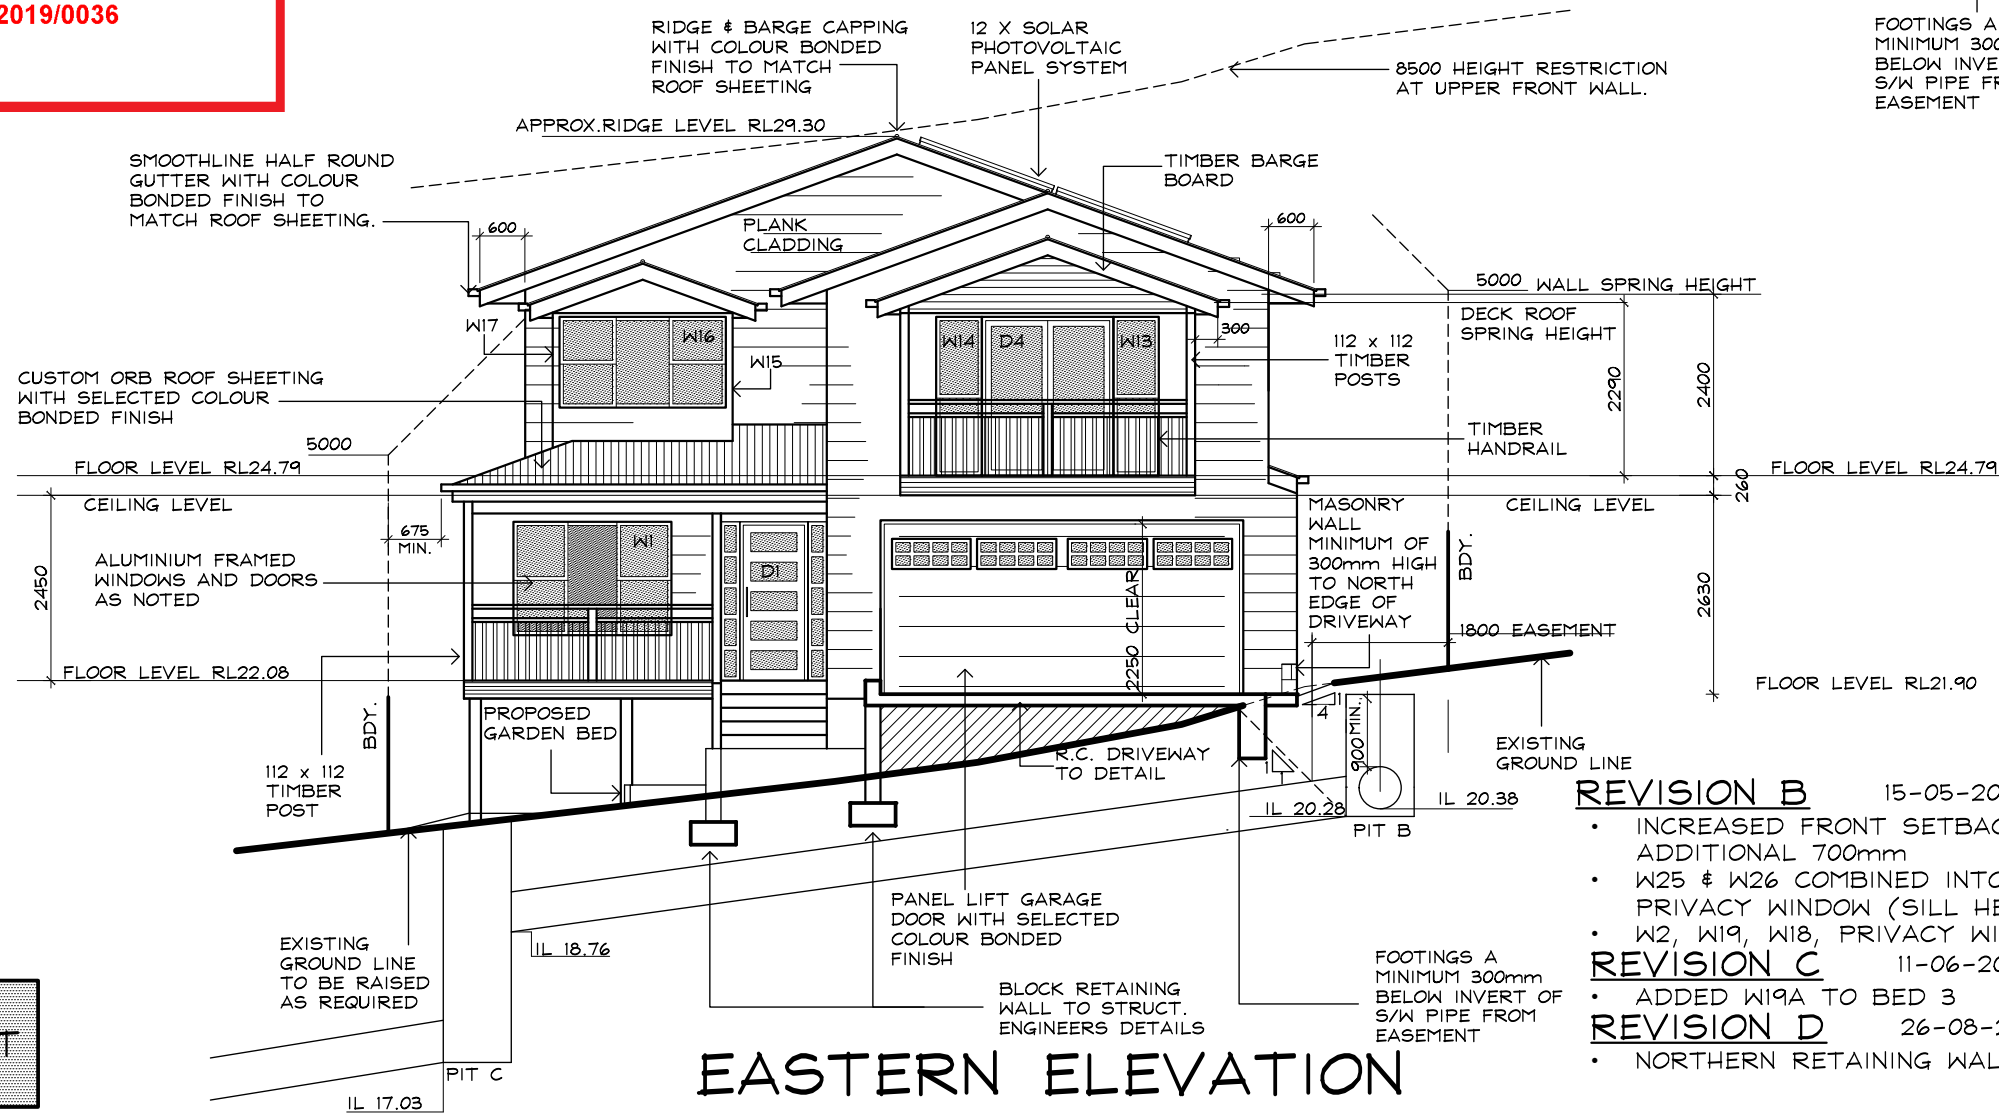 2019/0036
RIDGE & BARGE CAPPING
WITH COLOUR BONDED
FINISH TO MATCH
ROOF SHEETING
12 X SOLAR
PHOTOVOLTAIC
PANEL SYSTEM
8500 HEIGHT RESTRICTION
AT UPPER FRONT WALL.
FOOTINGS A
MINIMUM 300
BELOW INVE
S/W PIPE FR
EASEMENT
APPROX.RIDGE LEVEL RL29.30
SMOOTHLINE HALF ROUND
GUTTER WITH COLOUR
BONDED FINISH TO
MATCH ROOF SHEETING.
TIMBER BARGE
BOARD
600
PLANK
CLADDING
600
5000 WALL SPRING HEIGHT
DECK ROOF
SPRING HEIGHT
W17
W16
W15
W14
D4
W13
300
112 x 112
TIMBER
POSTS
2290
2400
CUSTOM ORB ROOF SHEETING
WITH SELECTED COLOUR
BONDED FINISH
TIMBER
HANDRAIL
5000
FLOOR LEVEL RL24.79
FLOOR LEVEL RL24.79
260
CEILING LEVEL
CEILING LEVEL
675
MIN.
ALUMINIUM FRAMED
WINDOWS AND DOORS
AS NOTED
W1
D1
2250 CLEAR
MASONRY
WALL
MINIMUM OF
300mm HIGH
TO NORTH
EDGE OF
DRIVEWAY
BDY.
2450
2630
1800 EASEMENT
FLOOR LEVEL RL22.08
FLOOR LEVEL RL21.90
BDY.
PROPOSED
GARDEN BED
1
4
900MIN.
R.C. DRIVEWAY
TO DETAIL
1
1
EXISTING
GROUND LINE
112 x 112
TIMBER
POST
IL 20.28
IL 20.38
PIT B
REVISION B 15-05-20
• INCREASED FRONT SETBAC
ADDITIONAL 700mm
• W25 & W26 COMBINED INTO
PRIVACY WINDOW (SILL HE
• W2, W19, W18, PRIVACY WI
REVISION C 11-06-20
• ADDED W19A TO BED 3
REVISION D 26-08-
• NORTHERN RETAINING WAL
PANEL LIFT GARAGE
DOOR WITH SELECTED
COLOUR BONDED
FINISH
EXISTING
GROUND LINE
TO BE RAISED
AS REQUIRED
IL 18.76
BLOCK RETAINING
WALL TO STRUCT.
ENGINEERS DETAILS
FOOTINGS A
MINIMUM 300mm
BELOW INVERT OF
S/W PIPE FROM
EASEMENT
T
PIT C
IL 17.03
EASTERN ELEVATION